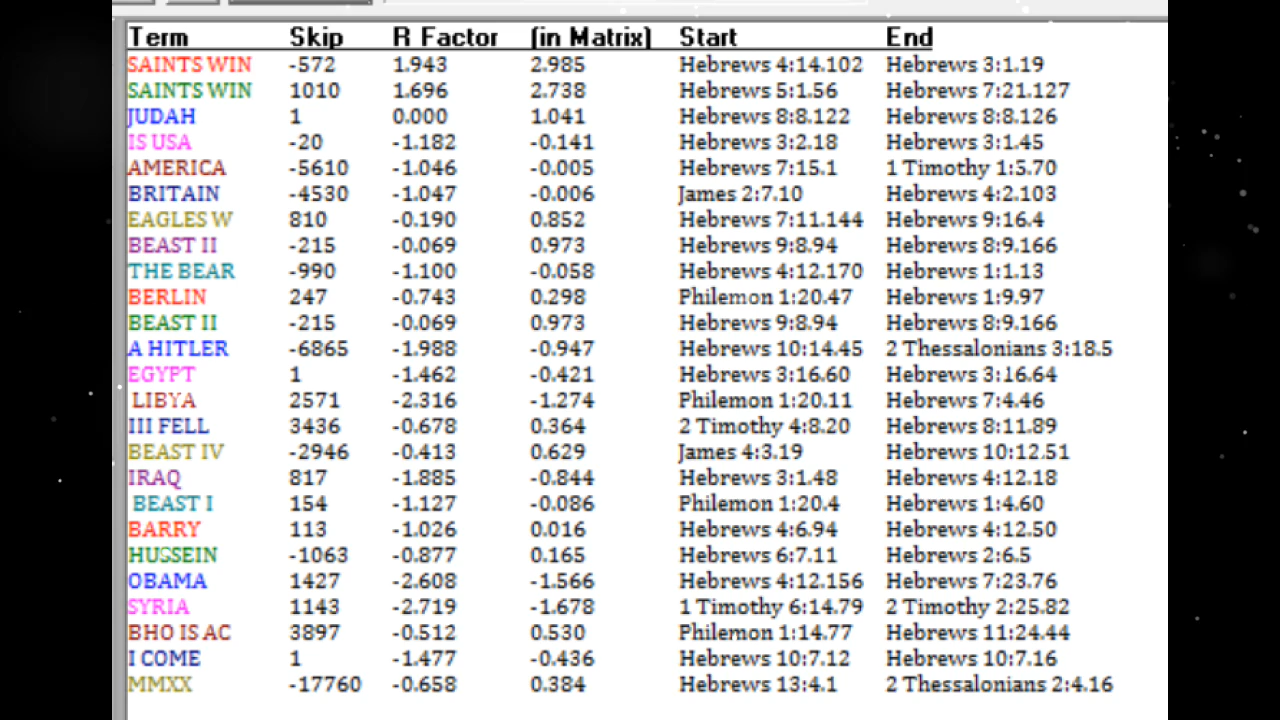 Term Skip R Factor (in Matrix) Start End
SAINTS WIN -572 1.943 2.985 Hebrews 4:14.102 Hebrews 3:1.19
SAINTS WIN 1010 1.696 2.738 Hebrews 5:1.56 Hebrews 7:21.127
JUDAH 1 0.000 1.041 Hebrews 8:8.122 Hebrews 8:8.126
IS USA -20 -1.182 -0.141 Hebrews 3:2.18 Hebrews 3:1.45
AMERICA -5610 -1.046 -0.005 Hebrews 7:15.1 1 Timothy 1:5.70
BRITAIN -4530 -1.047 -0.006 James 2:7.10 Hebrews 4:2.103
EAGLES W 810 -0.190 0.852 Hebrews 7:11.144 Hebrews 9:16.4
BEAST II -215 -0.069 0.973 Hebrews 9:8.94 Hebrews 8:9.166
THE BEAR -990 -1.100 -0.058 Hebrews 4:12.170 Hebrews 1:1.13
BERLIN 247 -0.743 0.298 Philemon 1:20.47 Hebrews 1:9.97
BEAST II -215 -0.069 0.973 Hebrews 9:8.94 Hebrews 8:9.166
A HITLER -6865 -1.988 -0.947 Hebrews 10:14.45 2 Thessalonians 3:18.5
EGYPT 1 -1.462 -0.421 Hebrews 3:16.60 Hebrews 3:16.64
LIBYA 2571 -2.316 -1.274 Philemon 1:20.11 Hebrews 7:4.46
III FELL 3436 -0.678 0.364 2 Timothy 4:8.20 Hebrews 8:11.89
BEAST IV -2946 -0.413 0.629 James 4:3.19 Hebrews 10:12.51
IRAQ 817 -1.885 -0.844 Hebrews 3:1.48 Hebrews 4:12.18
BEAST I 154 -1.127 -0.086 Philemon 1:20.4 Hebrews 1:4.60
BARRY 113 -1.026 0.016 Hebrews 4:6.94 Hebrews 4:12.50
HUSSEIN -1063 -0.877 0.165 Hebrews 6:7.11 Hebrews 2:6.5
OBAMA 1427 -2.608 -1.566 Hebrews 4:12.156 Hebrews 7:23.76
SYRIA 1143 -2.719 -1.678 1 Timothy 6:14.79 2 Timothy 2:25.82
BHO IS AC 3897 -0.512 0.530 Philemon 1:14.77 Hebrews 11:24.44
I COME 1 -1.477 -0.436 Hebrews 10:7.12 Hebrews 10:7.16
MMXX -17760 -0.658 0.384 Hebrews 13:4.1 2 Thessalonians 2:4.16